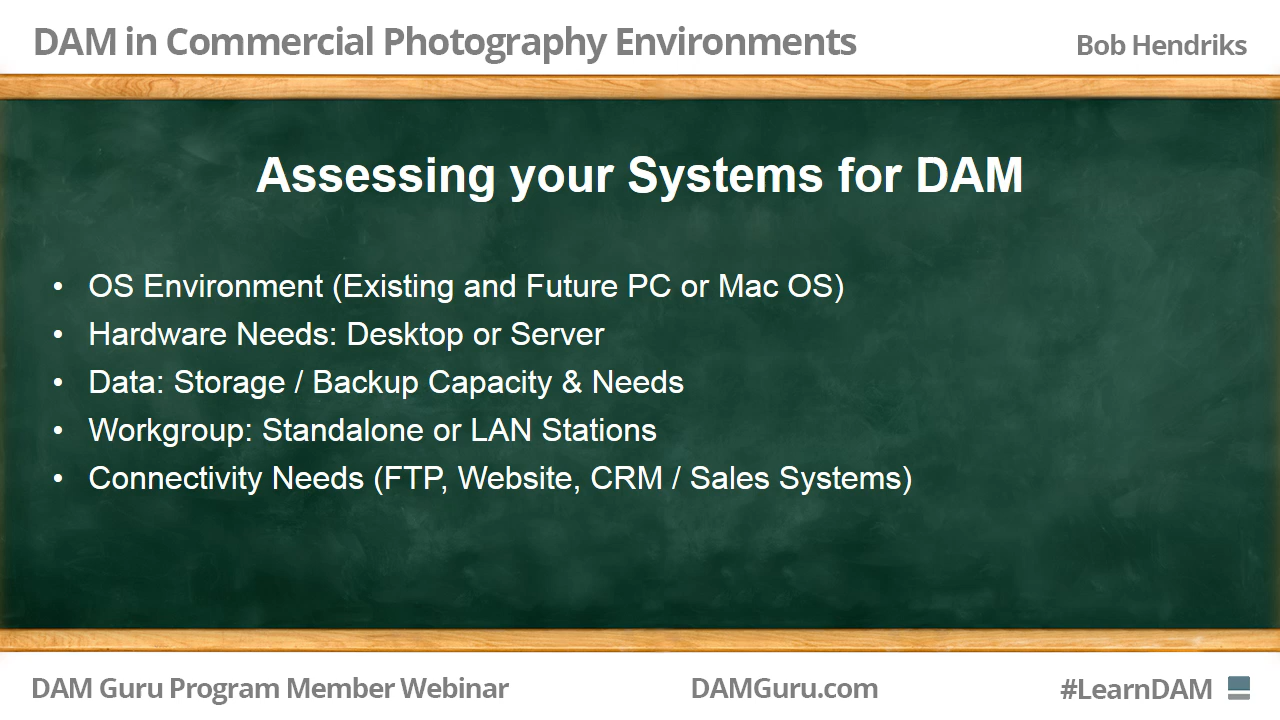 DAM in Commercial Photography Environments
Bob Hendriks
Assessing your Systems for DAM
• OS Environment (Existing and Future PC or Mac OS)
• Hardware Needs: Desktop or Server
• Data: Storage / Backup Capacity & Needs
• Workgroup: Standalone or LAN Stations
• Connectivity Needs (FTP, Website, CRM / Sales Systems)
DAM Guru Program Member Webinar
DAMGuru.com
#LearnDAM